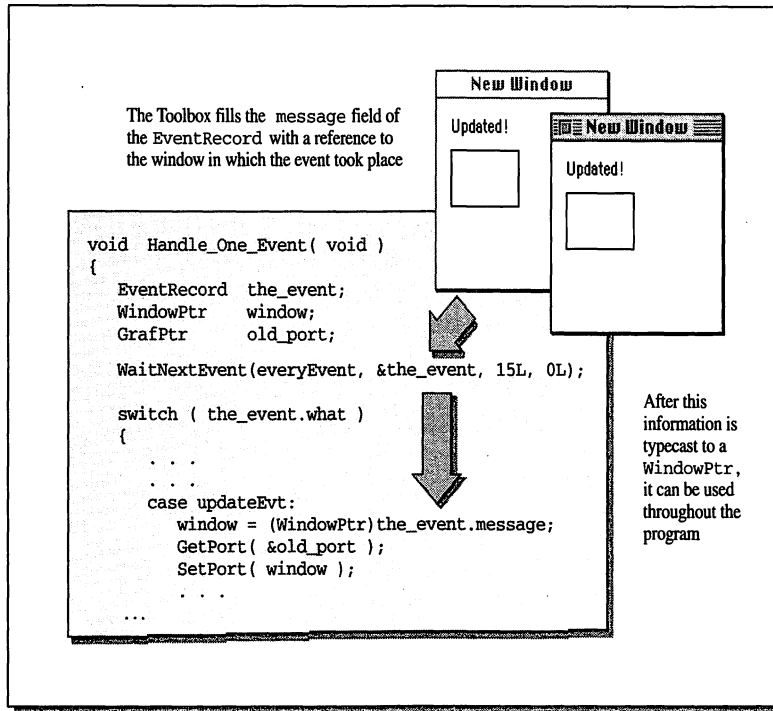 The Toolbox fills the message field of
the EventRecord with a reference to
the window in which the event took place
New Window
Updated!
New Window
Updated!
void Handle_One_Event( void )
{
EventRecord the_event;
WindowPtr window;
GrafPtr old_port;
WaitNextEvent(everyEvent, &the_event, 15L, 0L);
switch ( the_event.what )
{
. . .
. . .
case updateEvt:
window = (WindowPtr)the_event.message;
GetPort( &old_port );
SetPort( window );
. . .
...
After this
information is
typecast to a
WindowPtr,
it can be used
throughout the
program